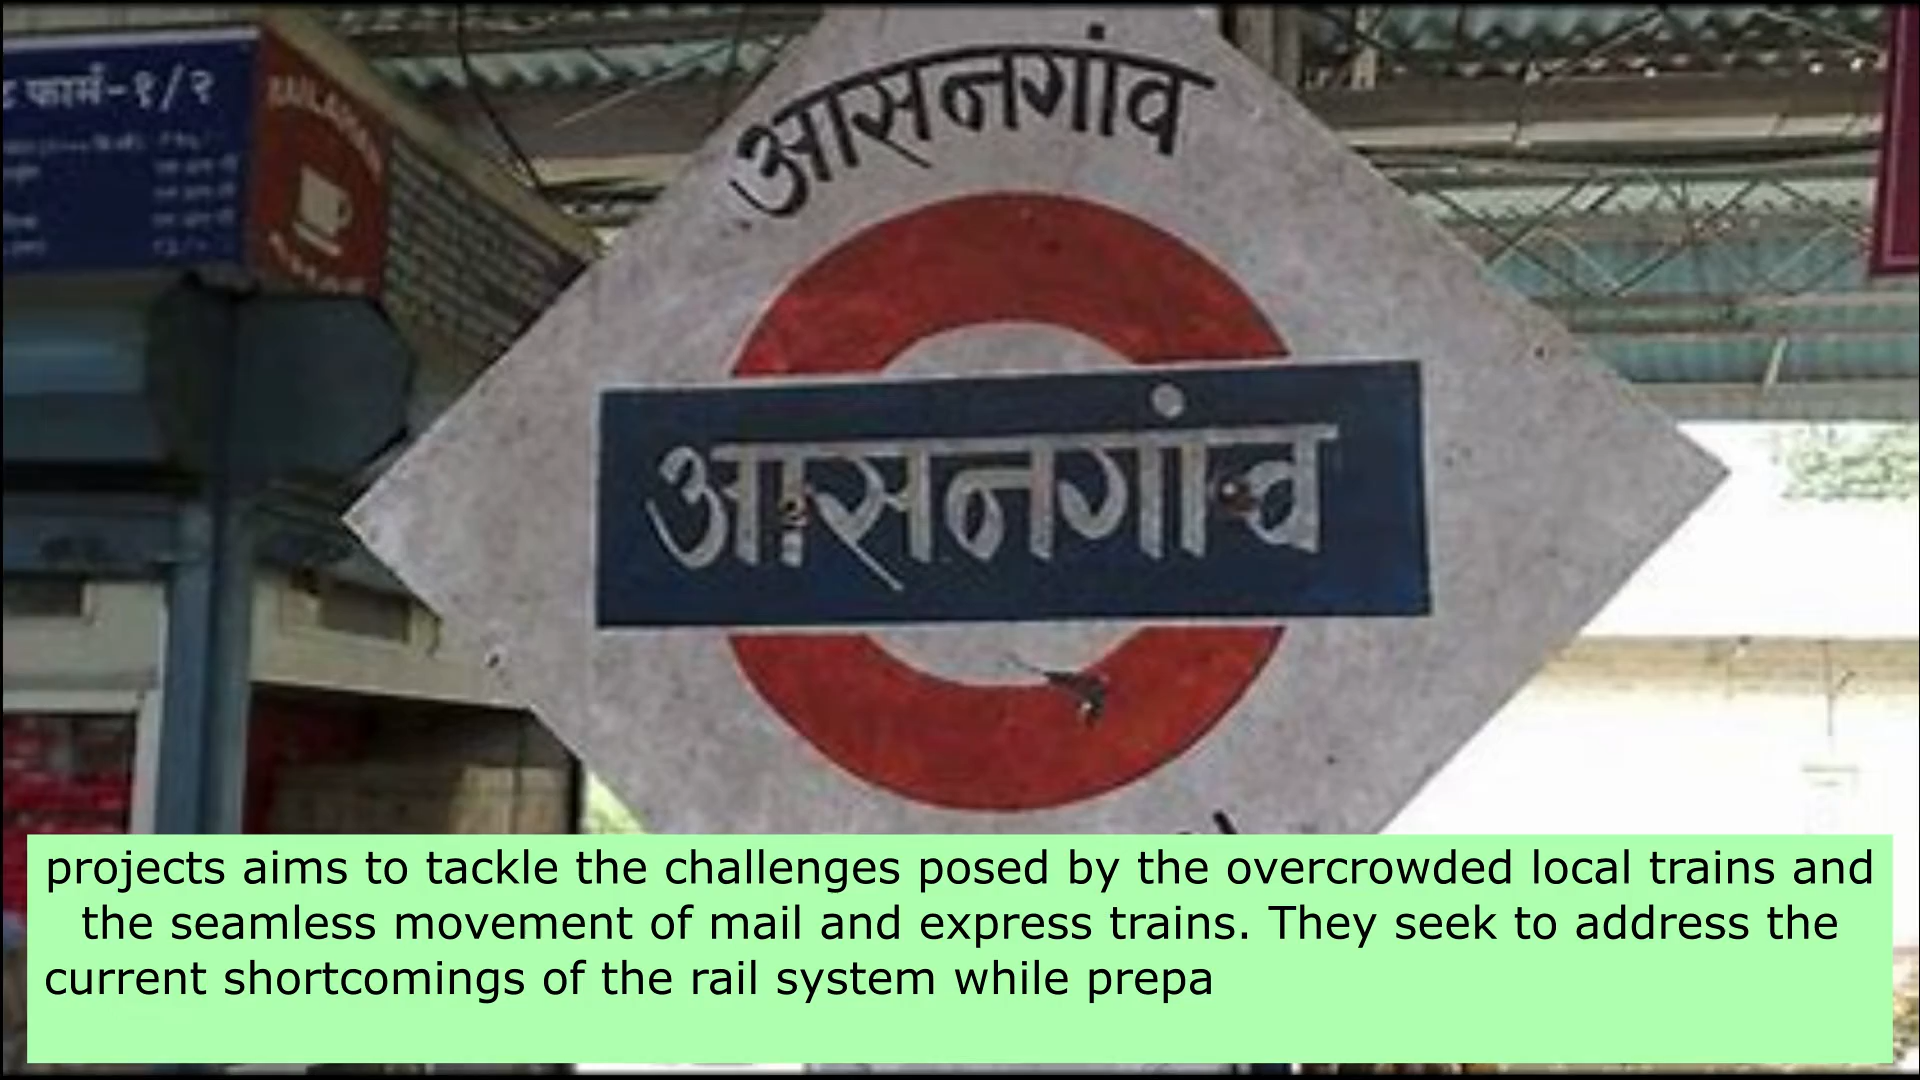 फार्म-१/२
आसनगांव
आसनगांव
projects aims to tackle the challenges posed by the overcrowded local trains and
the seamless movement of mail and express trains. They seek to address the
current shortcomings of the rail system while prepa